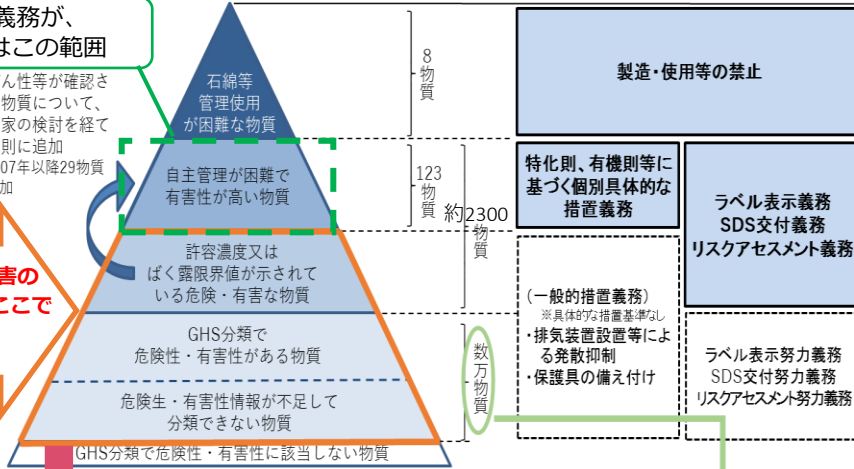 義務が、
はこの範囲
ん性等が確認さ
物質について、
家の検討を経て
則に追加
07年以降29物質
加
害の
ここで
石綿等
管理使用
が困難な物質
自主管理が困難で
有害性が高い物質
許容濃度又は
ばく露限界値が示されて
いる危険・有害な物質
GHS分類で
危険性・有害性がある物質
危険生・有害性情報が不足して
分類できない物質
GHS分類で危険性・有害性に該当しない物質
8物質
123物質
約2300物質
数万物質
製造・使用等の禁止
特化則、有機則等に
基づく個別具体的な
措置義務
(一般的措置義務)
※具体的な措置基準なし
・排気装置設置等によ
る発散抑制
・保護具の備え付け
ラベル表示義務
SDS交付義務
リスクアセスメント義務
ラベル表示努力義務
SDS交付努力義務
リスクアセスメント努力義務